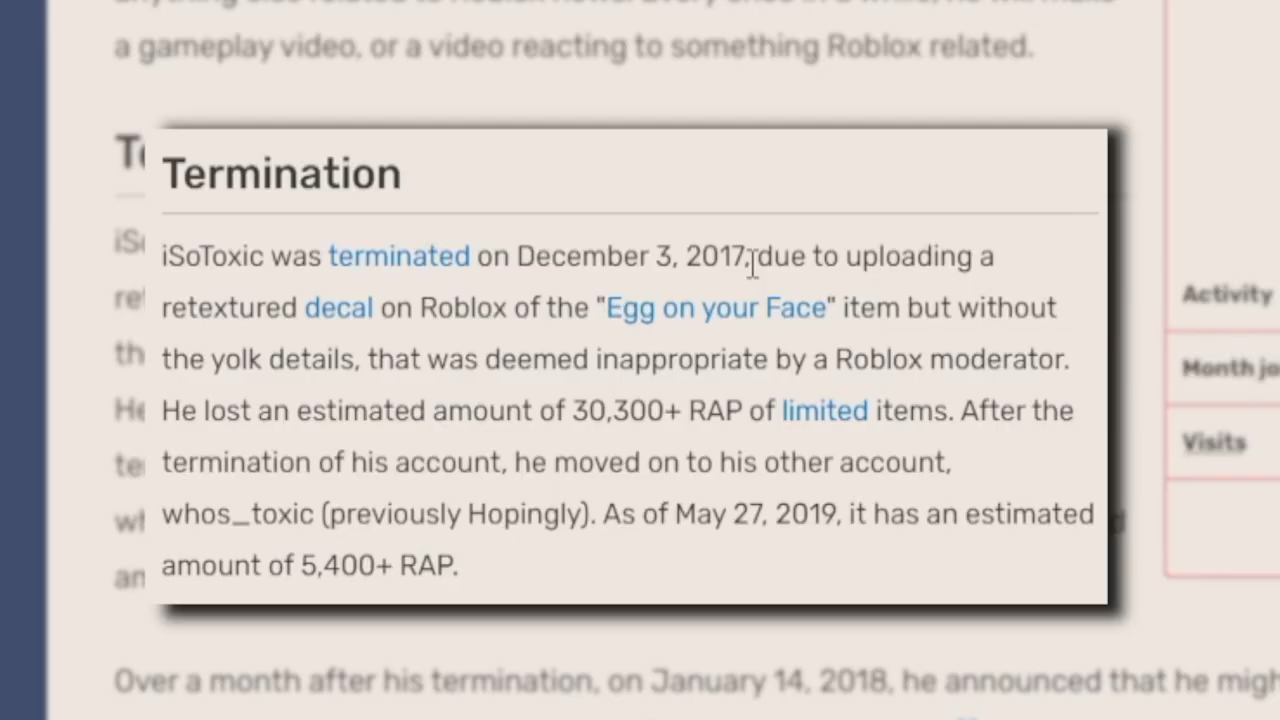 a gameplay video, or a video reacting to something Roblox related.
Termination
iSoToxic was terminated on December 3, 2017, due to uploading a
retextured decal on Roblox of the "Egg on your Face" item but without
the yolk details, that was deemed inappropriate by a Roblox moderator.
He lost an estimated amount of 30,300+ RAP of limited items. After the
termination of his account, he moved on to his other account,
whos_toxic (previously Hopingly). As of May 27, 2019, it has an estimated
amount of 5,400+ RAP.
Activity
Month
Visits
Over a month after his termination, on January 14, 2018, he announced that he